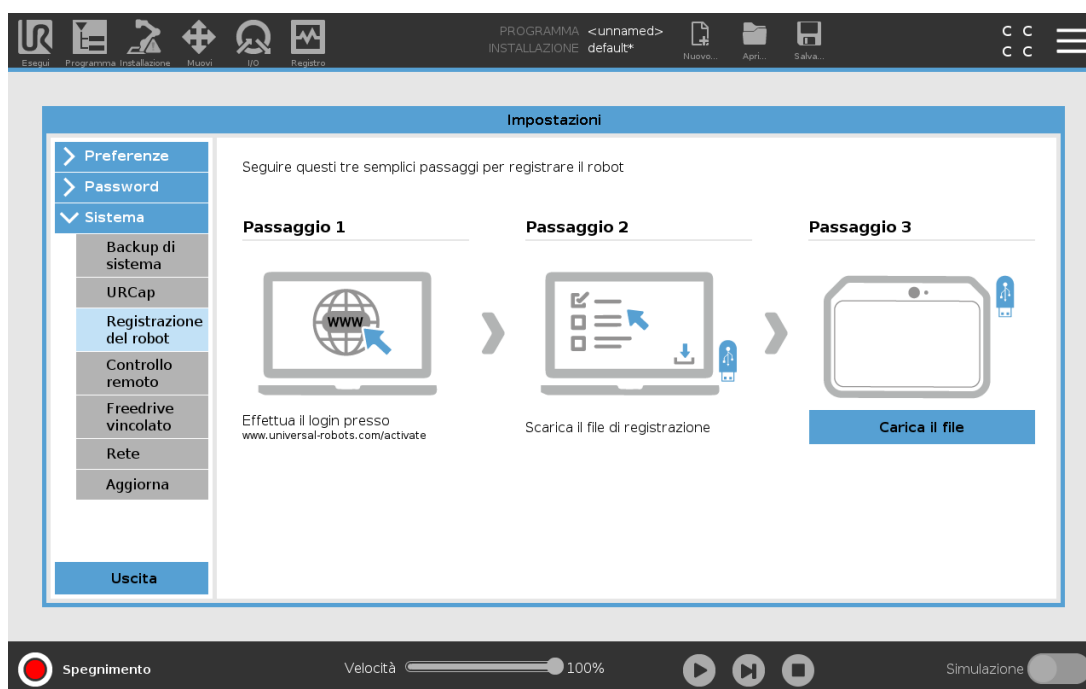 PROGRAMMA <unnamed>
INSTALLAZIONE default*
Esegui Programma Installazione Muovi I/O Registro Nuovo... Apri... Salva...
C C
C C
Impostazioni
Preferenze
Password
Sistema
Backup di
sistema
URCap
Registrazione
del robot
Controllo
remoto
Freedrive
vincolato
Rete
Aggiorna
Uscita
Seguire questi tre semplici passaggi per registrare il robot
Passaggio 1
www
Effettua il login presso
www.universal-robots.com/activate
Passaggio 2
Scarica il file di registrazione
Passaggio 3
Carica il file
Spegnimento Velocità 100% Simulazione